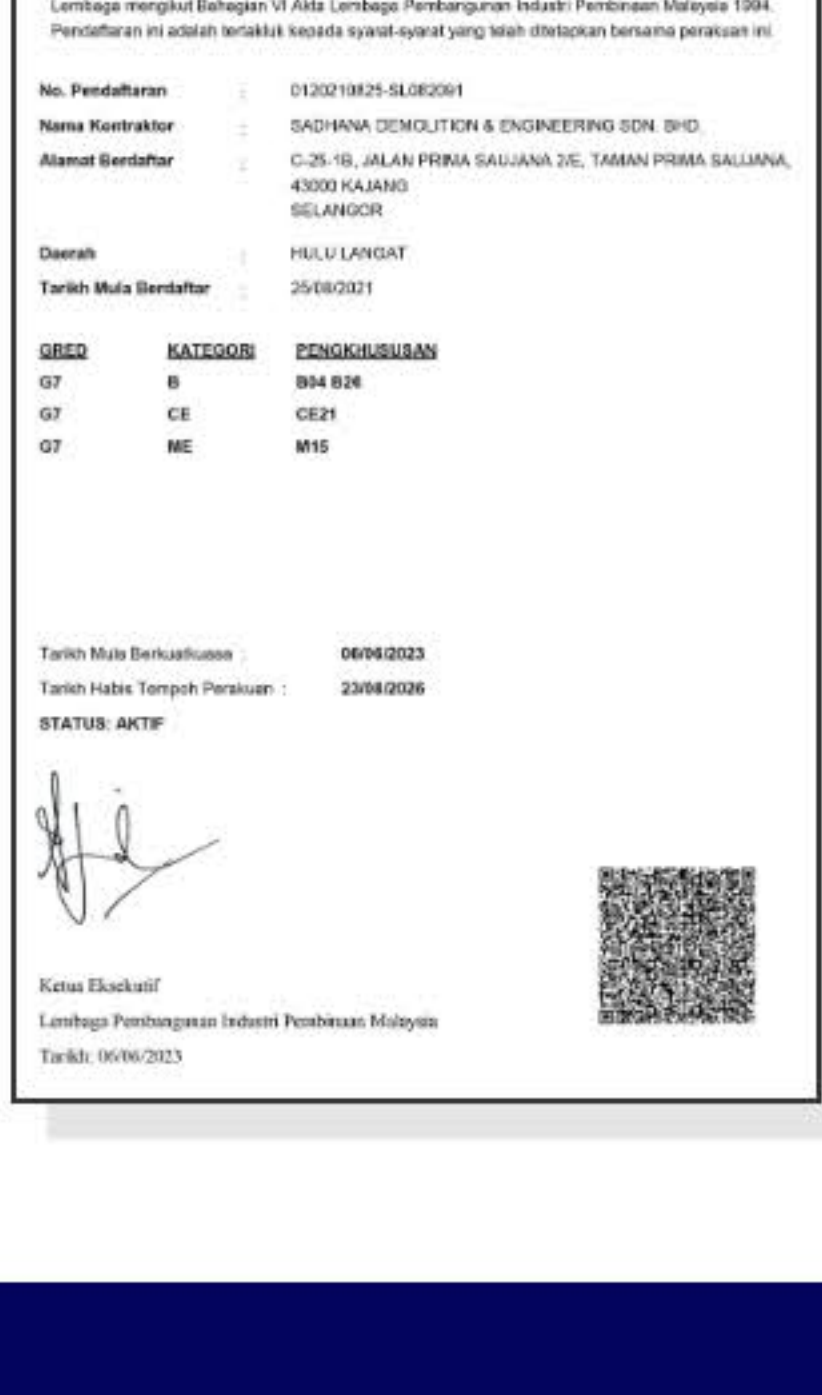 Lembaga mengikut Bahagian VI Akta Lembaga Pembangunan Industri Pembinaan Malaysia 1994.
Pendaftaran ini adalah tertakluk kepada syarat-syarat yang telah ditetapkan bersama perakuan ini.
No. Pendaftaran : 0120210825-SL082091
Nama Kontraktor : SADHANA DEMOLITION & ENGINEERING SDN. BHD.
Alamat Berdaftar : C-25-1B, JALAN PRIMA SAUJANA 2/E, TAMAN PRIMA SAUJANA,
43000 KAJANG
SELANGOR
Daerah : HULU LANGAT
Tarikh Mula Berdaftar : 25/08/2021
GRED KATEGORI PENGKHUSUSAN
G7 B B04 B26
G7 CE CE21
G7 ME M15
Tarikh Mula Berkuatkuasa : 06/06/2023
Tarikh Habis Tempoh Perakuan : 23/08/2026
STATUS: AKTIF
Ketua Eksekutif
Lembaga Pembangunan Industri Pembinaan Malaysia
Tarikh: 06/06/2023